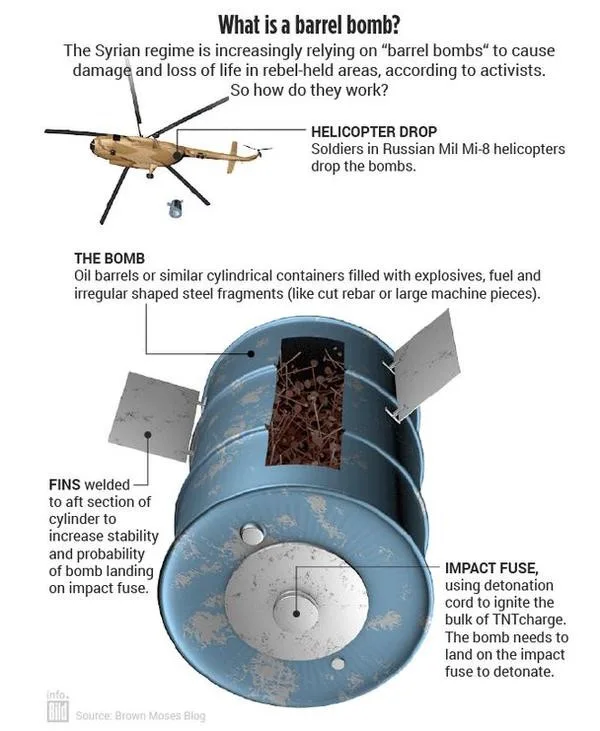 What is a barrel bomb?
The Syrian regime is increasingly relying on “barrel bombs“ to cause
damage and loss of life in rebel-held areas, according to activists.
So how do they work?
HELICOPTER DROP
Soldiers in Russian Mil Mi-8 helicopters
drop the bombs.
THE BOMB
Oil barrels or similar cylindrical containers filled with explosives, fuel and
irregular shaped steel fragments (like cut rebar or large machine pieces).
FINS welded
to aft section of
cylinder to
increase stability
and probability
of bomb landing
on impact fuse.
IMPACT FUSE,
using detonation
cord to ignite the
bulk of TNTcharge.
The bomb needs to
land on the impact
fuse to detonate.
info.
Bild
Source: Brown Moses Blog